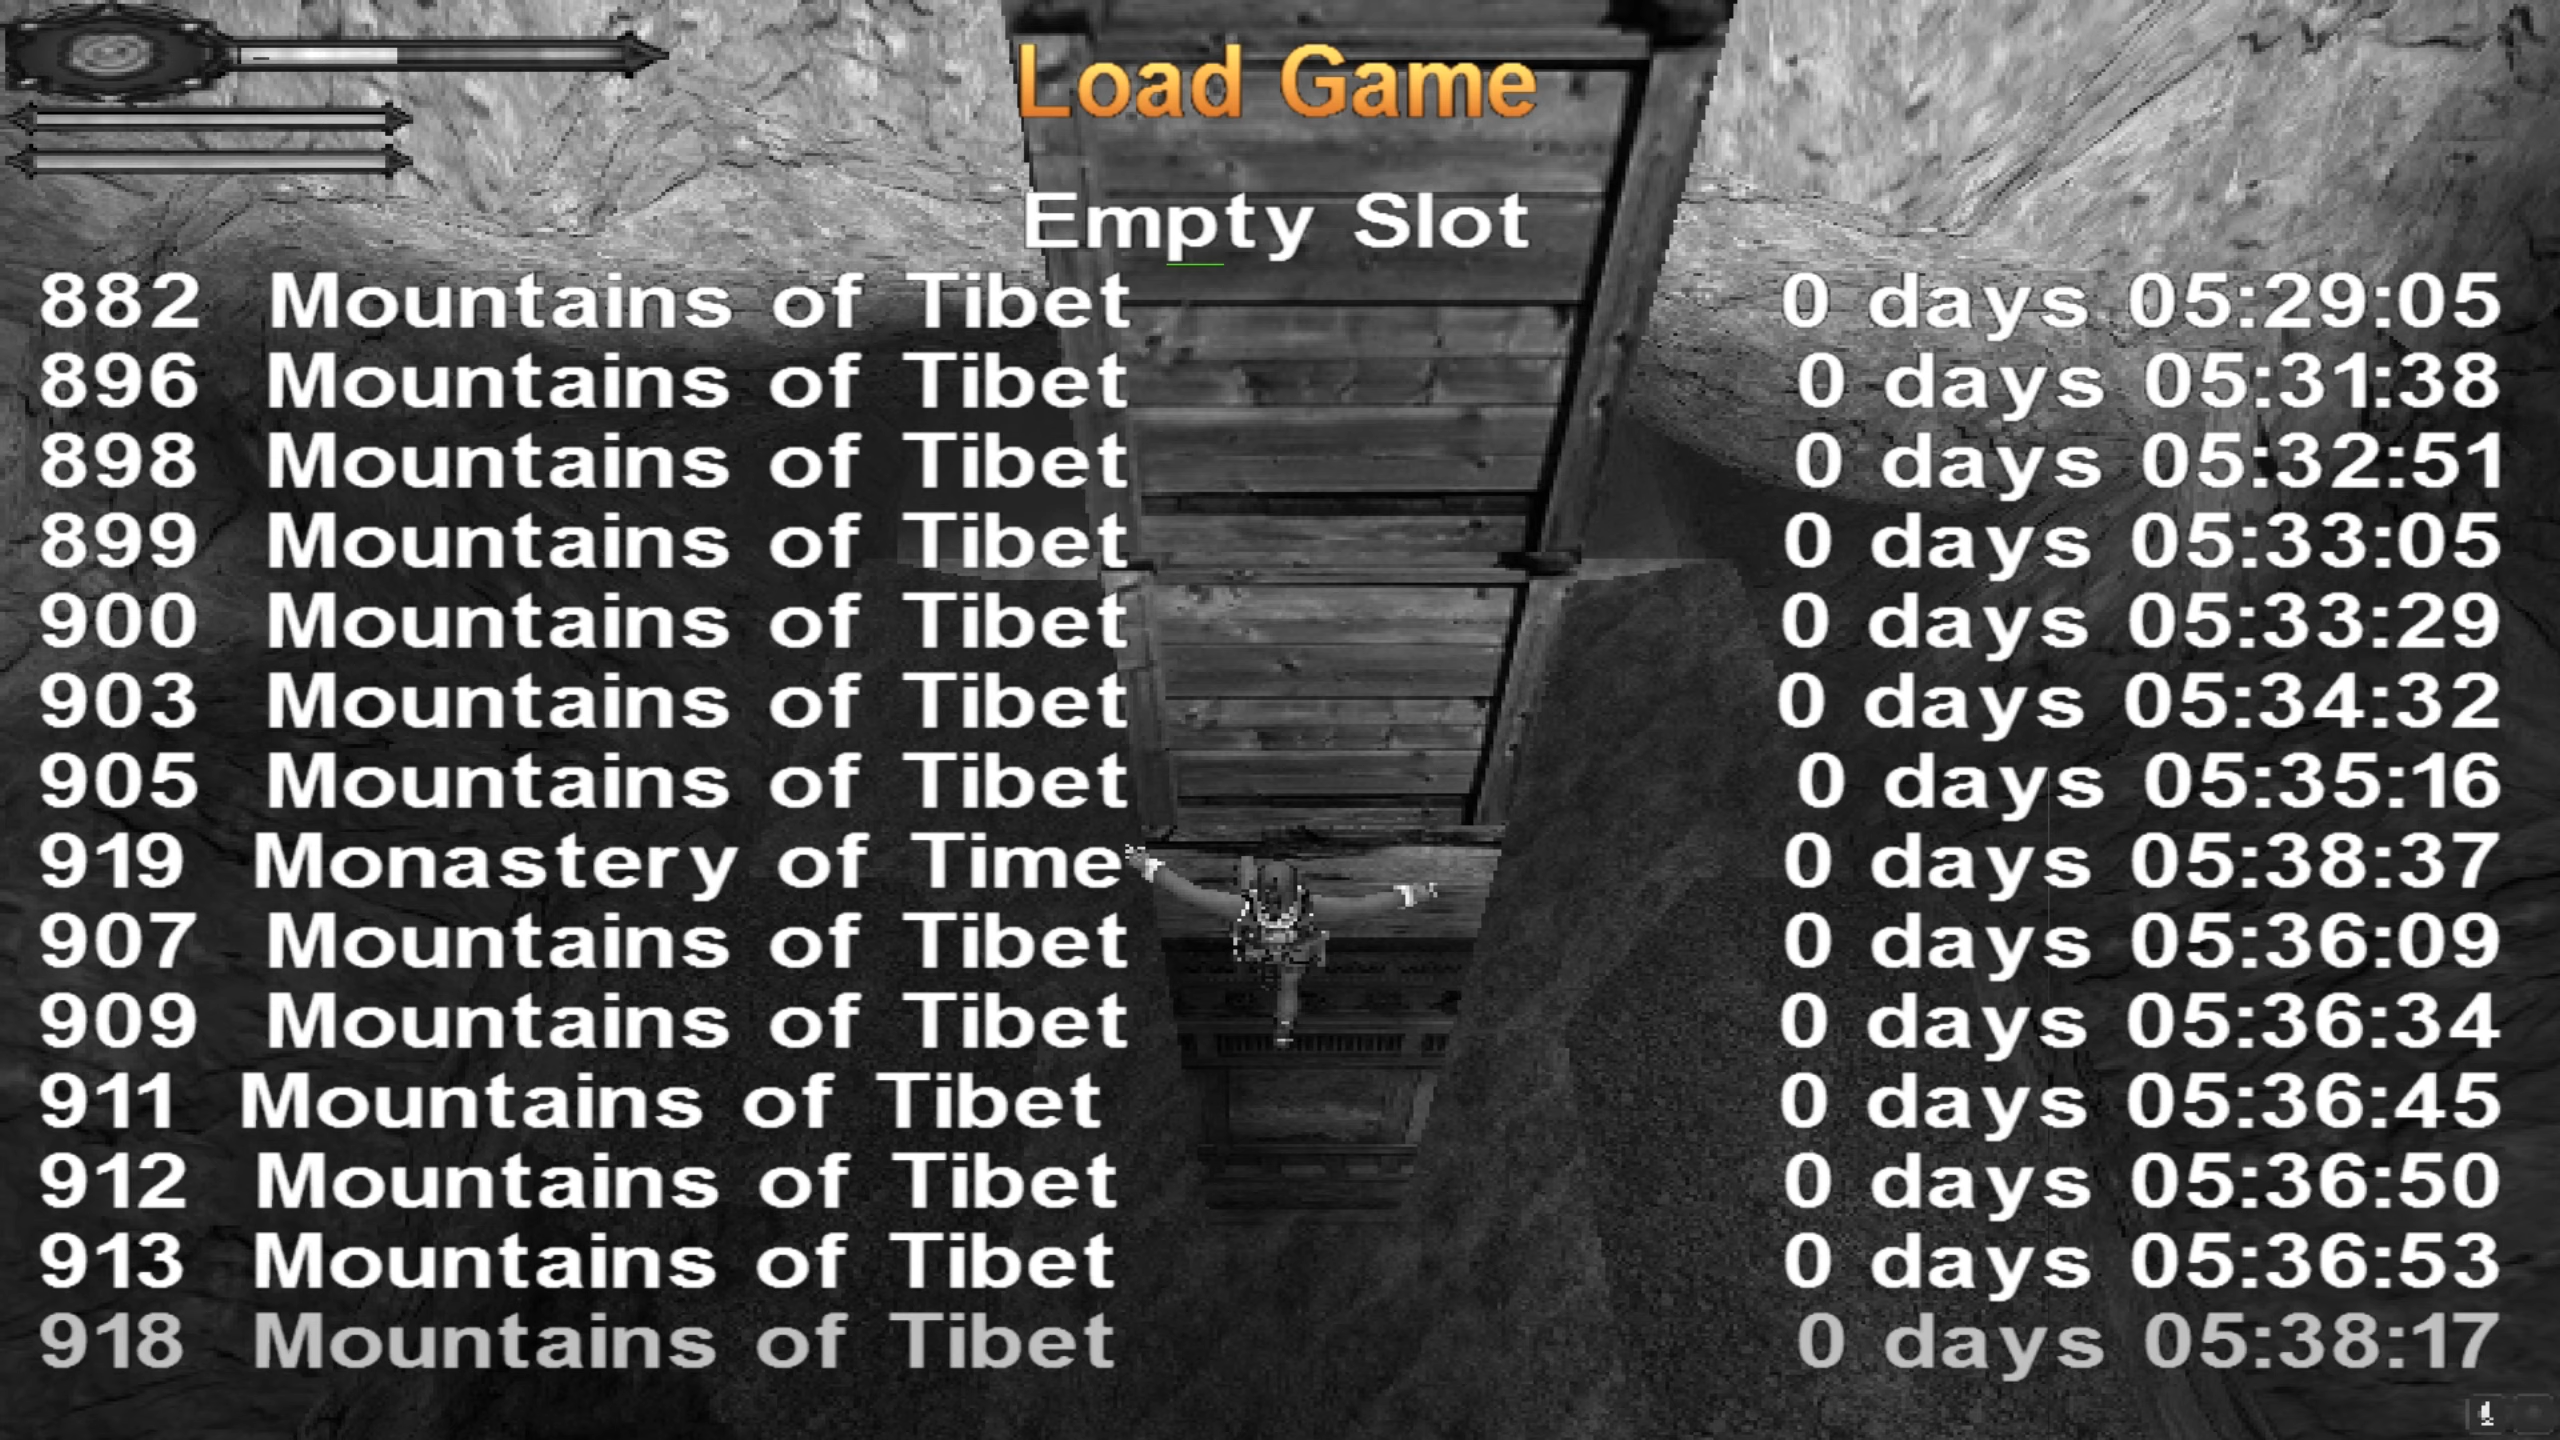 Load Game
Empty Slot
882 Mountains of Tibet 0 days 05:29:05
896 Mountains of Tibet 0 days 05:31:38
898 Mountains of Tibet 0 days 05:32:51
899 Mountains of Tibet 0 days 05:33:05
900 Mountains of Tibet 0 days 05:33:29
903 Mountains of Tibet 0 days 05:34:32
905 Mountains of Tibet 0 days 05:35:16
919 Monastery of Time 0 days 05:38:37
907 Mountains of Tibet 0 days 05:36:09
909 Mountains of Tibet 0 days 05:36:34
911 Mountains of Tibet 0 days 05:36:45
912 Mountains of Tibet 0 days 05:36:50
913 Mountains of Tibet 0 days 05:36:53
918 Mountains of Tibet 0 days 05:38:17